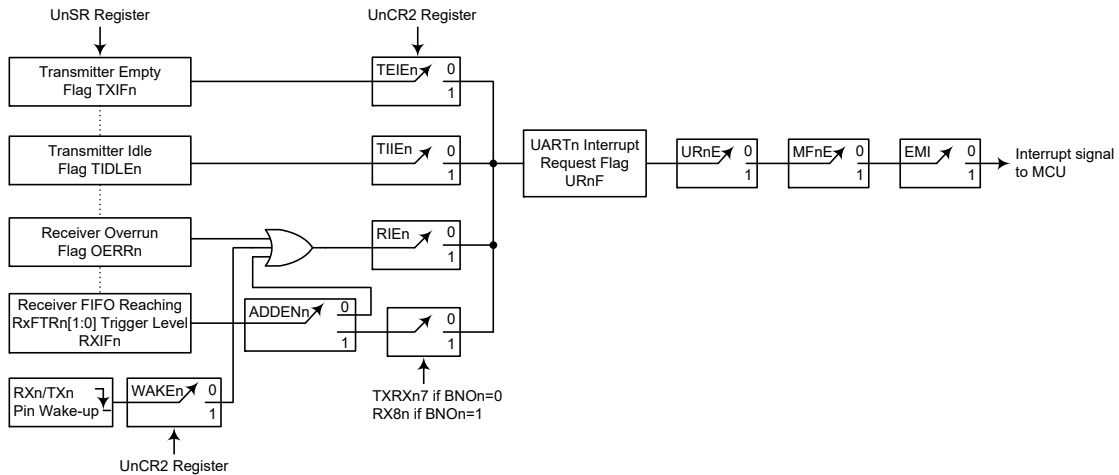 UnSR Register
UnCR2 Register
Transmitter Empty
Flag TXIFn
TEIEn
0
1
Transmitter Idle
Flag TIDLEn
TIIEn
0
1
UARTn Interrupt
Request Flag
URnF
URnE
0
1
MFnE
0
1
EMI
0
1
Interrupt signal
to MCU
Receiver Overrun
Flag OERRn
RIEn
0
1
Receiver FIFO Reaching
RxFTRn[1:0] Trigger Level
RXIFn
ADDENn
0
1
0
1
RXn/TXn
Pin Wake-up
WAKEn
0
1
TXRXn7 if BNOn=0
RX8n if BNOn=1
UnCR2 Register